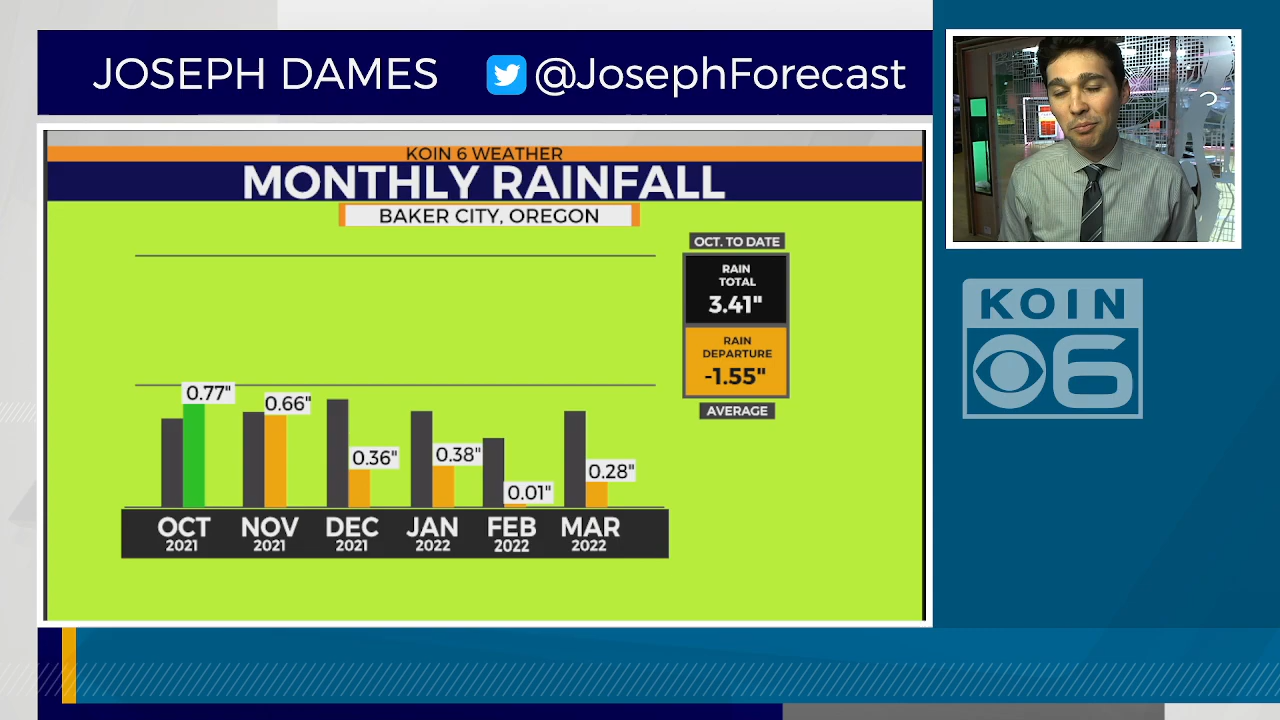 JOSEPH DAMES
@JosephForecast
KOIN 6 WEATHER
MONTHLY RAINFALL
BAKER CITY, OREGON
OCT. TO DATE
RAIN
TOTAL
3.41"
RAIN
DEPARTURE
-1.55"
AVERAGE
0.77"
0.66"
0.36"
0.38"
0.01"
0.28"
OCT
2021
NOV
2021
DEC
2021
JAN
2022
FEB
2022
MAR
2022
KOIN
6